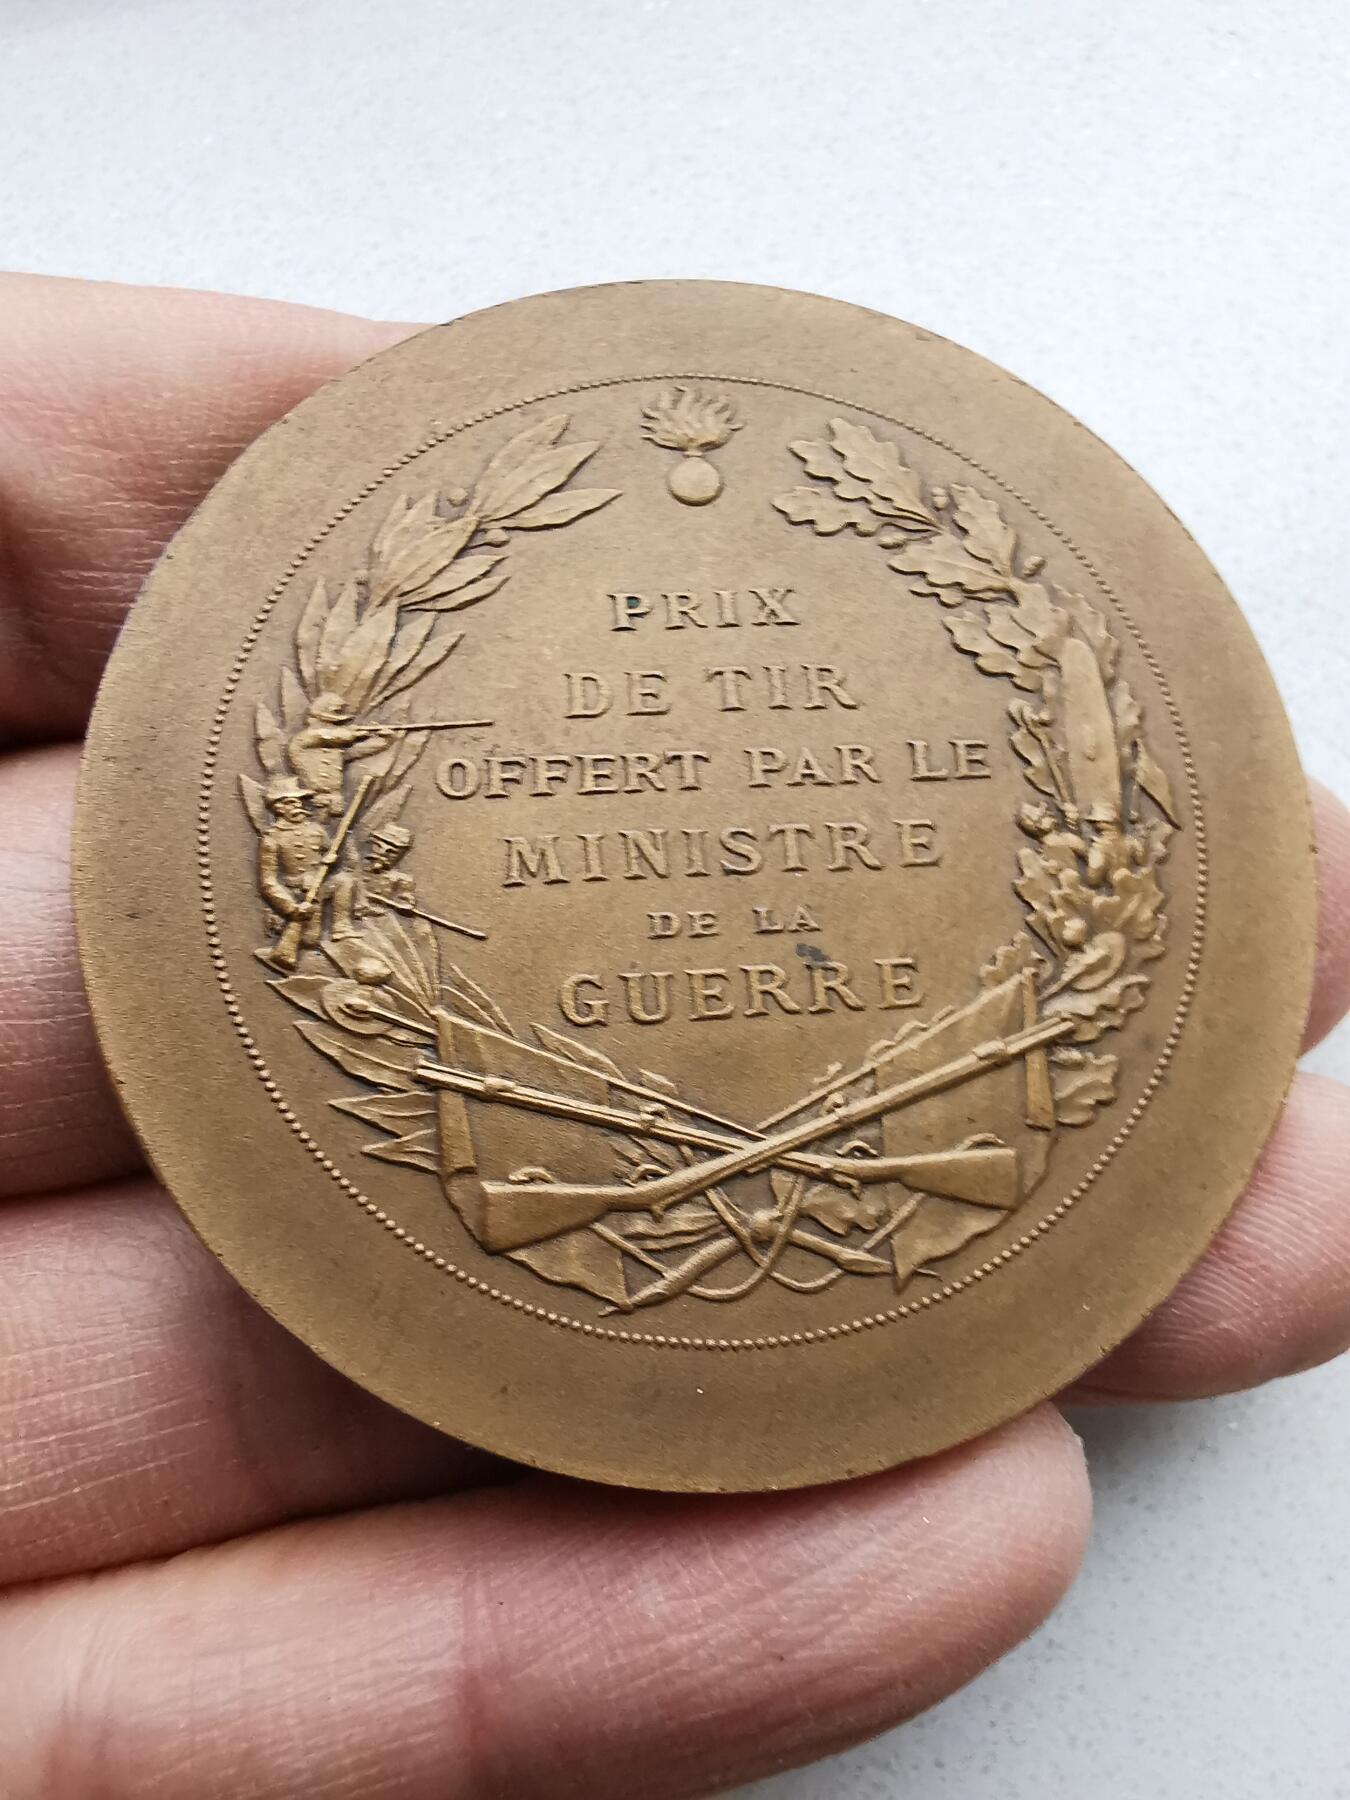 PRIX
DE TIR
OFFERT PAR LE
MINISTRE
DE LA
GUERRE